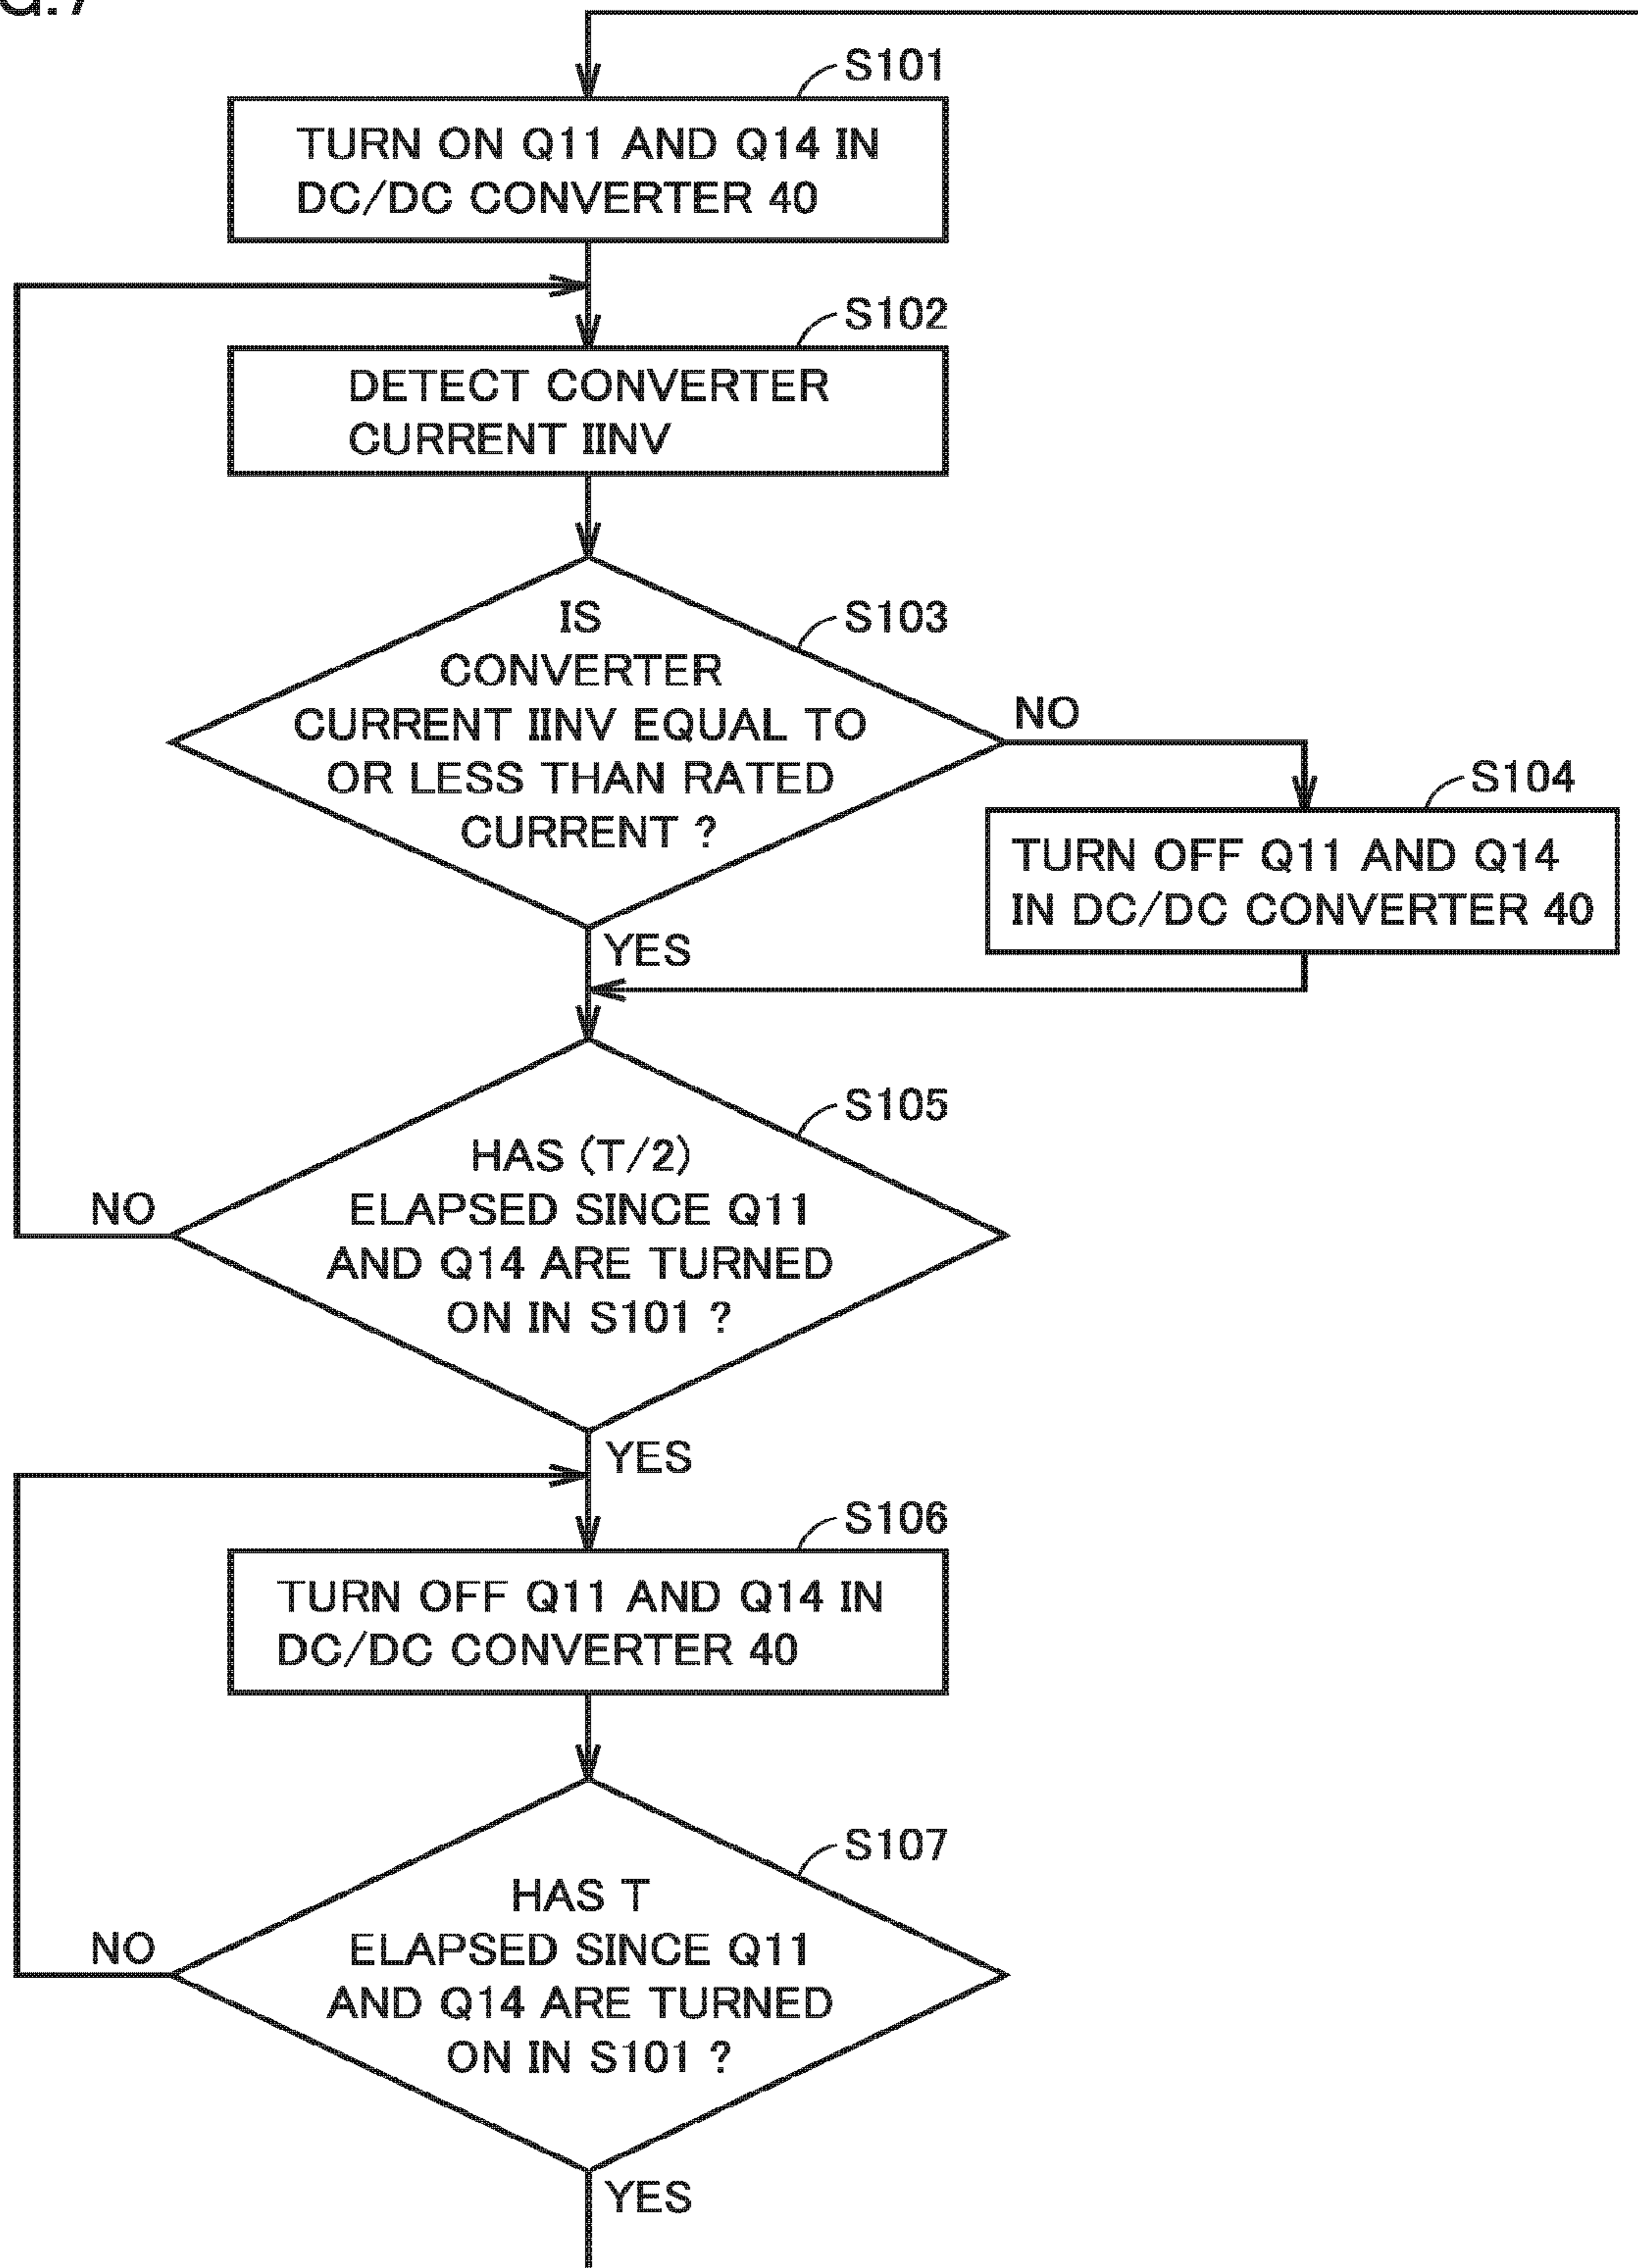 G.7
S101
TURN ON Q11 AND Q14 IN
DC/DC CONVERTER 40
S102
DETECT CONVERTER
CURRENT IINV
IS
CONVERTER
CURRENT IINV EQUAL TO
OR LESS THAN RATED
CURRENT ?
S103
NO
S104
TURN OFF Q11 AND Q14
IN DC/DC CONVERTER 40
YES
S105
HAS (T/2)
ELAPSED SINCE Q11
AND Q14 ARE TURNED
ON IN S101 ?
NO
YES
S106
TURN OFF Q11 AND Q14 IN
DC/DC CONVERTER 40
S107
HAS T
ELAPSED SINCE Q11
AND Q14 ARE TURNED
ON IN S101 ?
NO
YES